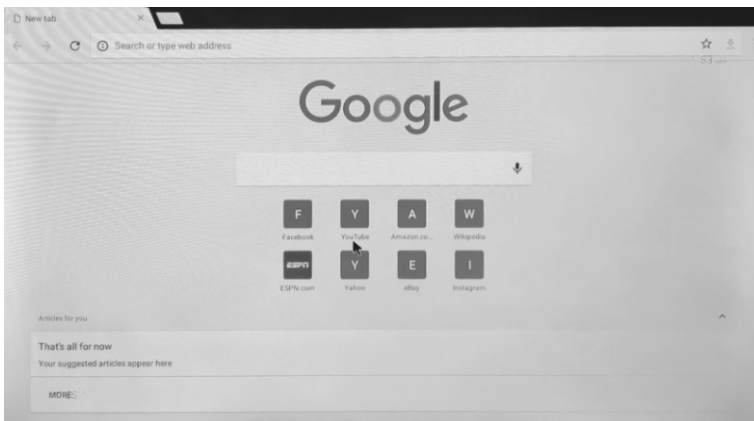 New tab
Search or type web address
Google
F Y A W
Facebook YouTube Amazon.co... Wikipedia
ESPN Y E I
ESPN.com Yahoo eBay Instagram
Articles for you
That's all for now
Your suggested articles appear here
MORE